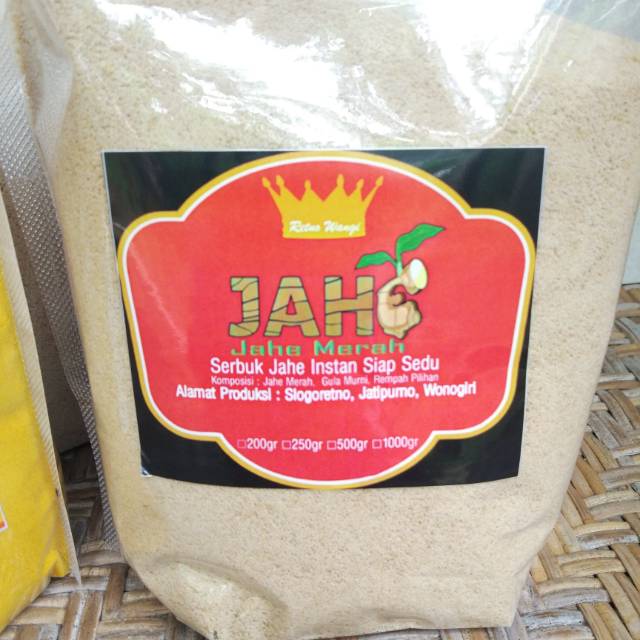 Retno Wangi
JAHE
Jahe Merah
Serbuk Jahe Instan Siap Sedu
Komposisi : Jahe Merah, Gula Murni, Rempah Pilihan
Alamat Produksi : Slogoretno, Jatipurno, Wonogiri
□200gr □250gr □500gr □1000gr